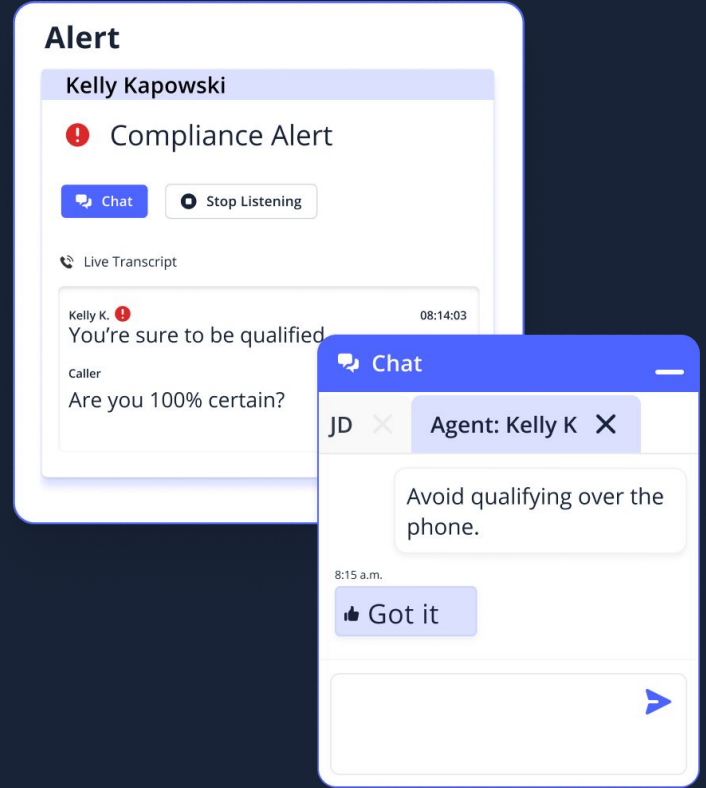 Alert
Kelly Kapowski
Compliance Alert
Chat
Stop Listening
Live Transcript
Kelly K.
08:14:03
You're sure to be qualified
Caller
Are you 100% certain?
Chat
JD
Agent: Kelly K
Avoid qualifying over the
phone.
8:15 a.m.
Got it